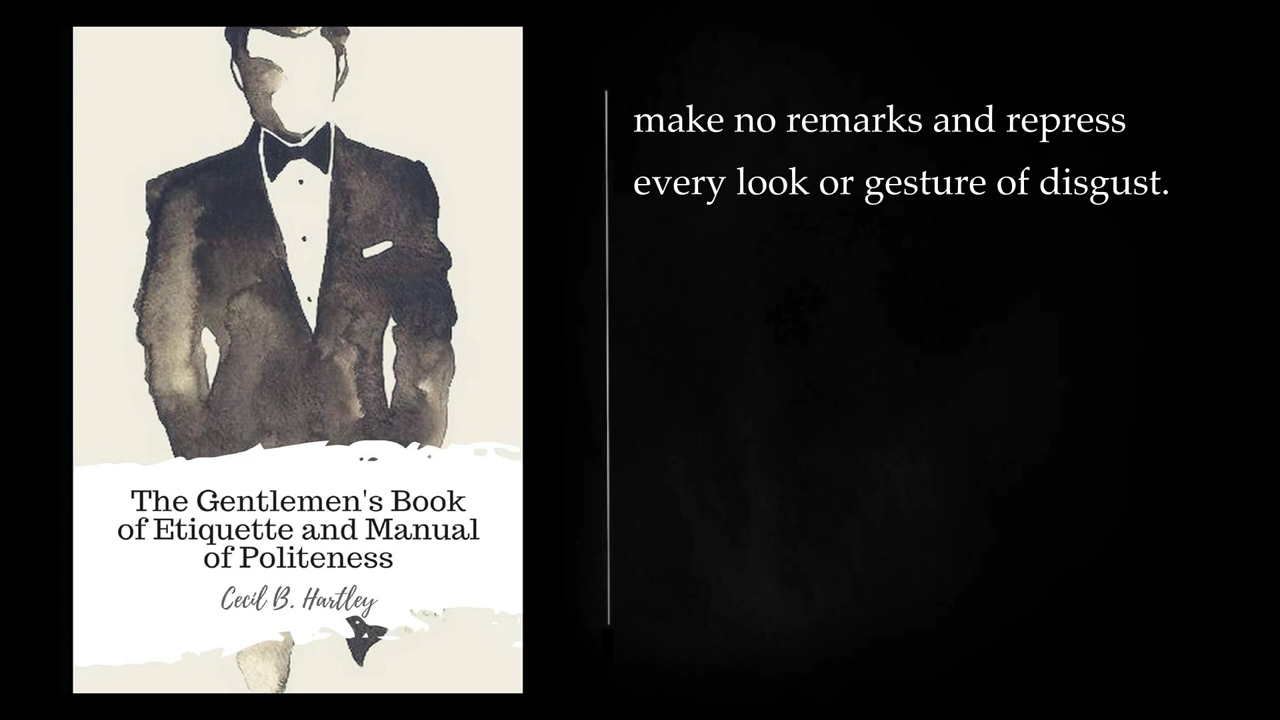 The Gentlemen's Book
of Etiquette and Manual
of Politeness
Cecil B. Hartley
make no remarks and repress
every look or gesture of disgust.